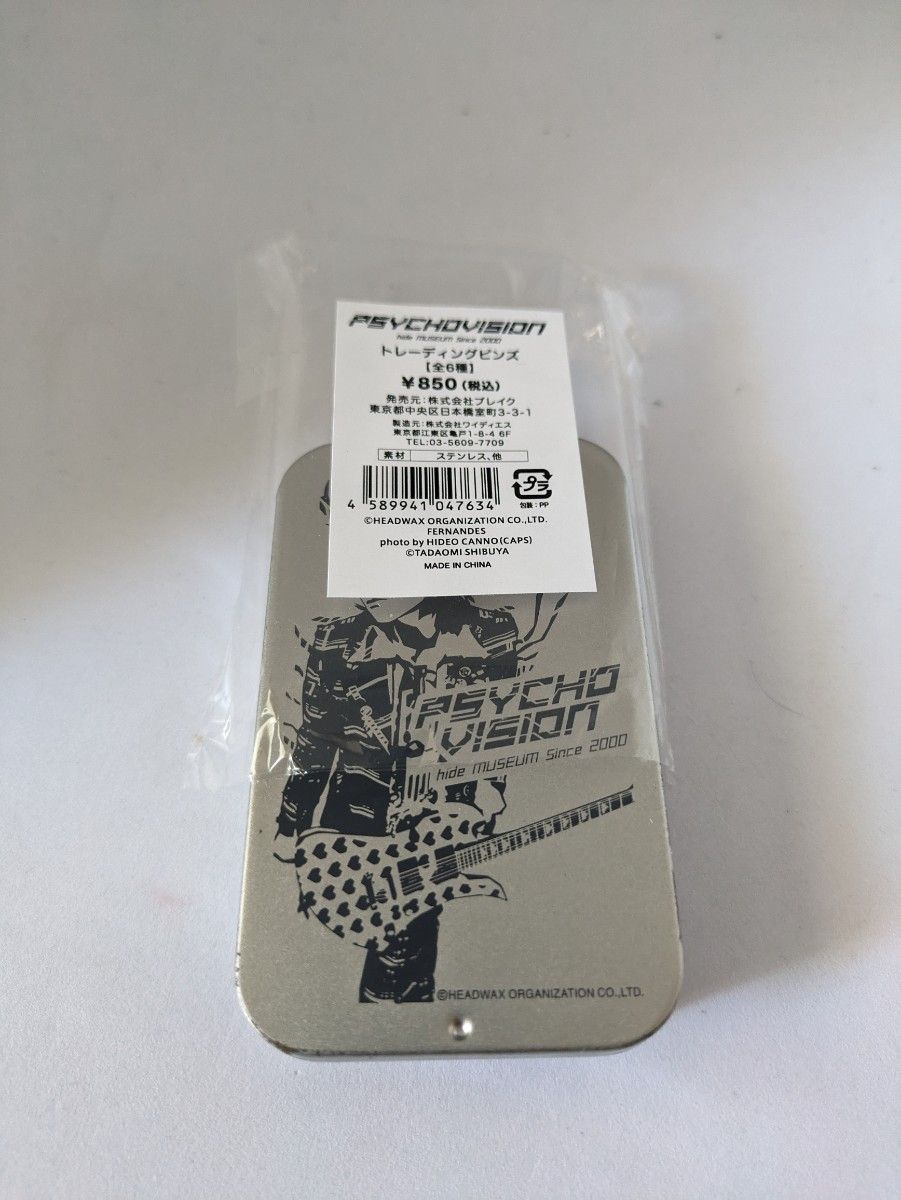 PSYCHOVISION
hide MUSEUM Since 2000
トレーディングピンズ
【全6種】
¥850(税込)
発売元:株式会社ブレイク
東京都中央区日本橋室町3-3-1
製造元:株式会社ワイディエス
東京都江東区亀戸1-8-4 6F
TEL:03-5609-7709
素材 ステンレス、他
4 589941 047634
プラ
包装:PP
©HEADWAX ORGANIZATION CO.,LTD.
FERNANDES
photo by HIDEO CANNO(CAPS)
©TADAOMI SHIBUYA
MADE IN CHINA
PSYCHO
VISION
hide MUSEUM Since 2000
©HEADWAX ORGANIZATION CO.,LTD.